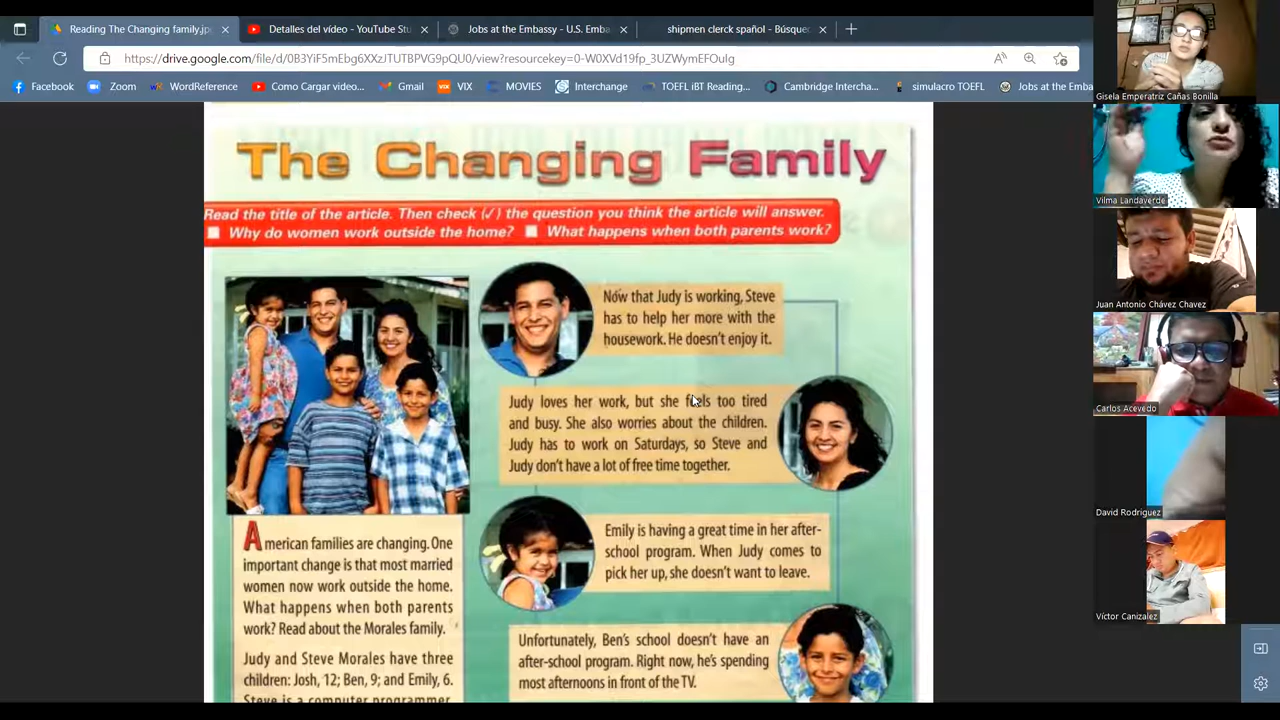 Reading The Changing family.jpg
Detalles del vídeo - YouTube Stu
Jobs at the Embassy - U.S. Emba
shipmen clerck spañol - Búsque
https://drive.google.com/file/d/0B3YiF5mEbg6XXzJTUTBPVG9pQU0/view?resourcekey=0-W0XVd19fp_3UZWymEFOulg
Facebook
Zoom
WordReference
Como Cargar video...
Gmail
VIX
MOVIES
Interchange
TOEFL iBT Reading...
Cambridge Intercha...
simulacro TOEFL
Jobs at the Emba
The Changing Family
Read the title of the article. Then check (✓) the question you think the article will answer.
Why do women work outside the home? What happens when both parents work?
Now that Judy is working, Steve
has to help her more with the
housework. He doesn't enjoy it.
Judy loves her work, but she feels too tired
and busy. She also worries about the children.
Judy has to work on Saturdays, so Steve and
Judy don't have a lot of free time together.
Emily is having a great time in her after-
school program. When Judy comes to
pick her up, she doesn't want to leave.
Unfortunately, Ben's school doesn't have an
after-school program. Right now, he's spending
most afternoons in front of the TV.
American families are changing. One
important change is that most married
women now work outside the home.
What happens when both parents
work? Read about the Morales family.
Judy and Steve Morales have three
children: Josh, 12; Ben, 9; and Emily, 6.
Steve is a computer programmer.
Gisela Emperatriz Cañas Bonilla
Vilma Landaverde
Juan Antonio Chávez Chavez
Carlos Acevedo
David Rodríguez
Víctor Canizalez